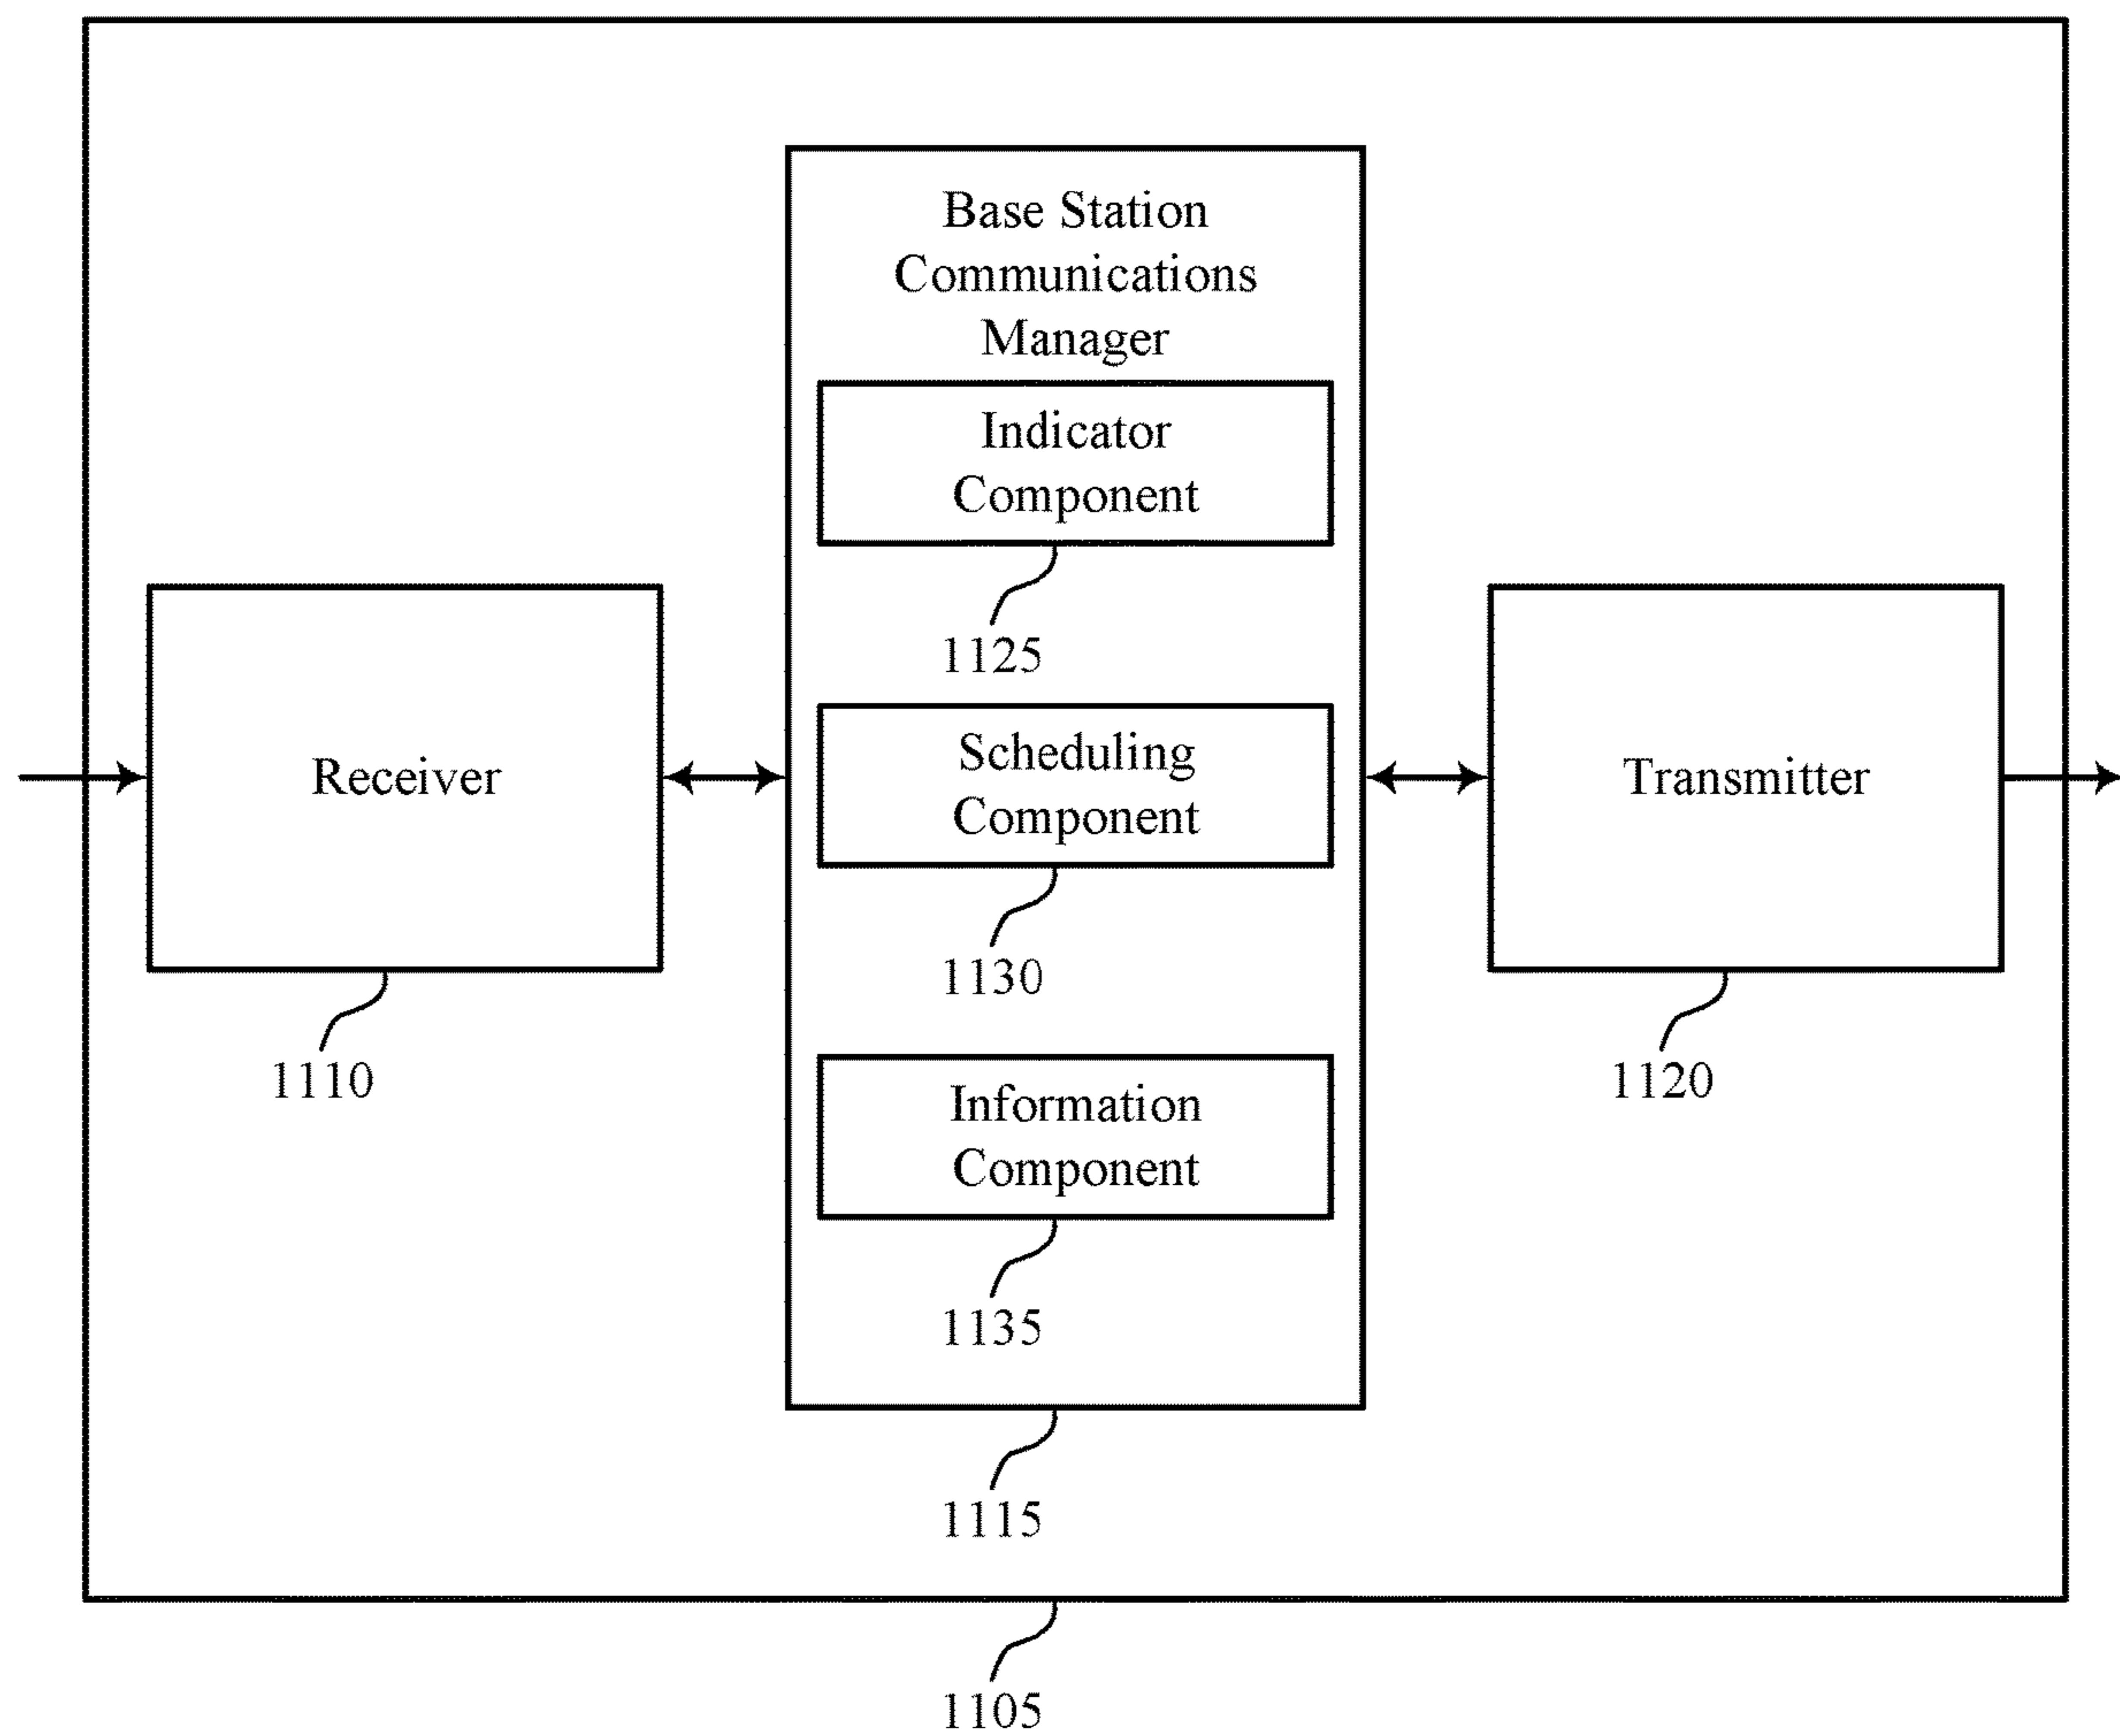 Base Station
Communications
Manager
Indicator
Component
1125
Receiver
1110
Scheduling
Component
1130
Information
Component
1135
1115
Transmitter
1120
1105